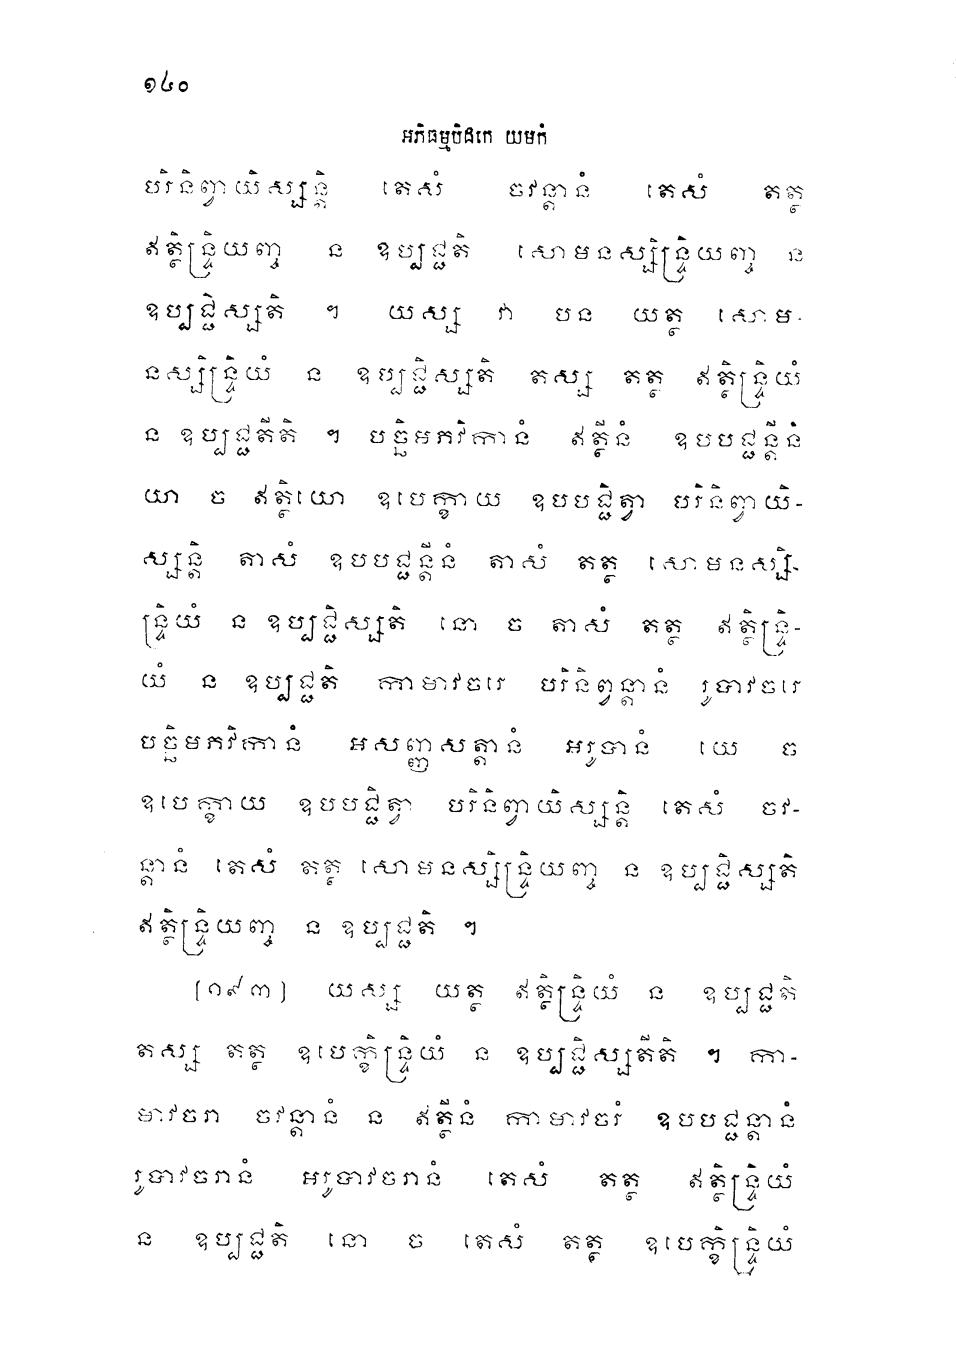 ១៤០
អភិធម្មបិដកេ យមកំ
បរិនិព្វាយិស្សន្តិ តេសំ ចវន្តានំ តេសំ តត្ថ
ឥត្ថិន្ទ្រិយញ្ច ន ឧប្បជ្ជតិ សោមនស្សិន្ទ្រិយញ្ច ន
ឧប្បជ្ជិស្សតិ ។ យស្ស វា បន យត្ថ សោម-
នស្សិន្ទ្រិយំ ន ឧប្បជ្ជិស្សតិ តស្ស តត្ថ ឥត្ថិន្ទ្រិយំ
ន ឧប្បជ្ជតីតិ ។ បច្ឆិមភវិកានំ ឥត្ថីនំ ឧបបជ្ជន្តីនំ
យា ច ឥត្ថិយោ ឧបេក្ខាយ ឧបបជ្ជិត្វា បរិនិព្វាយិ-
ស្សន្តិ តាសំ ឧបបជ្ជន្តីនំ តាសំ តត្ថ សោមនស្សិ-
ន្ទ្រិយំ ន ឧប្បជ្ជិស្សតិ នោ ច តាសំ តត្ថ ឥត្ថិន្ទ្រិ-
យំ ន ឧប្បជ្ជតិ កាមាវចរេ បរិនិព្វន្តានំ រូបាវចរេ
បច្ឆិមភវិកានំ អសញ្ញសត្តានំ អរូបានំ យេ ច
ឧបេក្ខាយ ឧបបជ្ជិត្វា បរិនិព្វាយិស្សន្តិ តេសំ ចវ-
ន្តានំ តេសំ តត្ថ សោមនស្សិន្ទ្រិយញ្ច ន ឧប្បជ្ជិស្សតិ
ឥត្ថិន្ទ្រិយញ្ច ន ឧប្បជ្ជតិ ។
[១៩៣] យស្ស យត្ថ ឥត្ថិន្ទ្រិយំ ន ឧប្បជ្ជតិ
តស្ស តត្ថ ឧបេក្ខិន្ទ្រិយំ ន ឧប្បជ្ជិស្សតីតិ ។ កា-
មាវចរា ចវន្តានំ ន ឥត្ថីនំ កាមាវចរំ ឧបបជ្ជន្តានំ
រូបាវចរានំ អរូបាវចរានំ តេសំ តត្ថ ឥត្ថិន្ទ្រិយំ
ន ឧប្បជ្ជតិ នោ ច តេសំ តត្ថ ឧបេក្ខិន្ទ្រិយំ